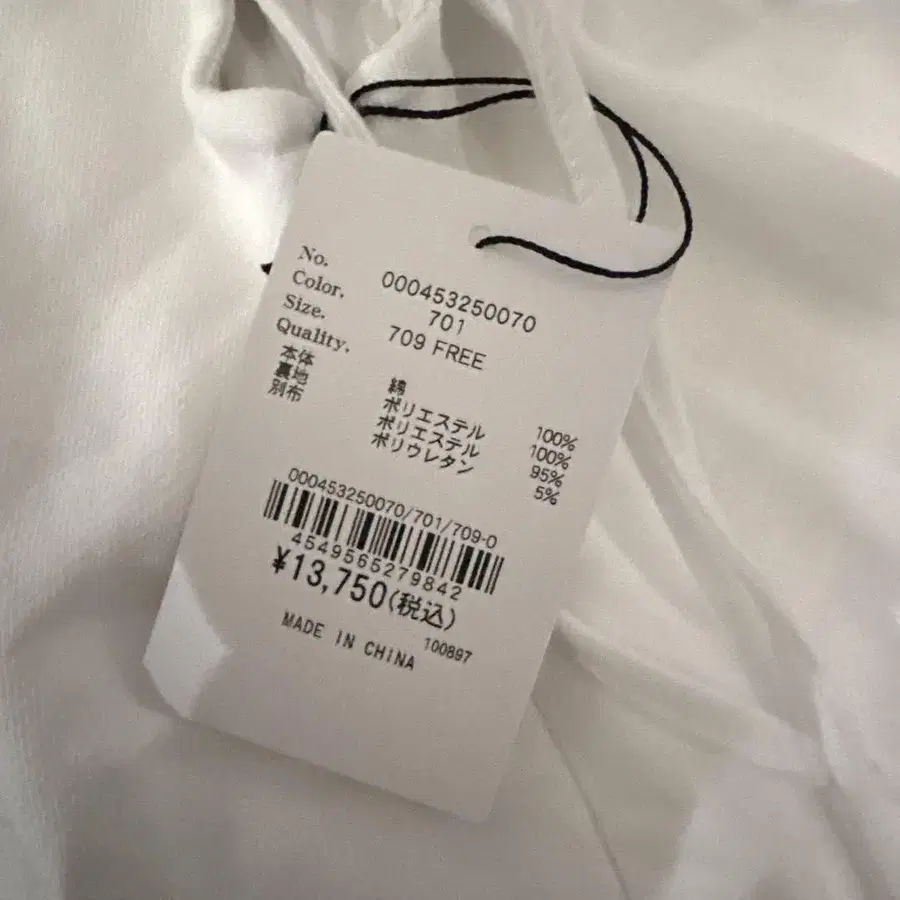 No. 000453250070
Color. 701
Size. 709 FREE
Quality.
本体 綿 100%
裏地 ポリエステル 100%
別布 ポリエステル 95%
ポリウレタン 5%
000453250070/701/709-0
4549565279842
¥13,750(税込)
100897
MADE IN CHINA